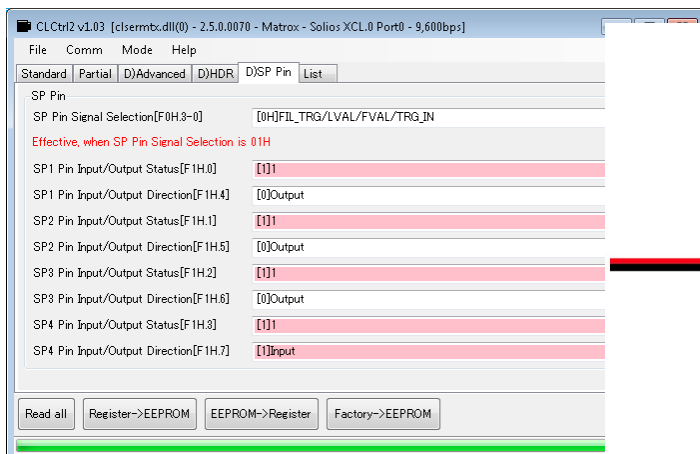 CLCtrl2 v1.03 [clsermtx.dll(0) - 2.5.0.0070 - Matrox - Solios XCL.0 Port0 - 9,600bps]
File Comm Mode Help
Standard Partial D)Advanced D)HDR D)SP Pin List
SP Pin
SP Pin Signal Selection[F0H.3-0] [0H]FIL_TRG/LVAL/FVAL/TRG_IN
Effective, when SP Pin Signal Selection is 01H
SP1 Pin Input/Output Status[F1H.0] [1]1
SP1 Pin Input/Output Direction[F1H.4] [0]Output
SP2 Pin Input/Output Status[F1H.1] [1]1
SP2 Pin Input/Output Direction[F1H.5] [0]Output
SP3 Pin Input/Output Status[F1H.2] [1]1
SP3 Pin Input/Output Direction[F1H.6] [0]Output
SP4 Pin Input/Output Status[F1H.3] [1]1
SP4 Pin Input/Output Direction[F1H.7] [1]Input
Read all Register->EEPROM EEPROM->Register Factory->EEPROM